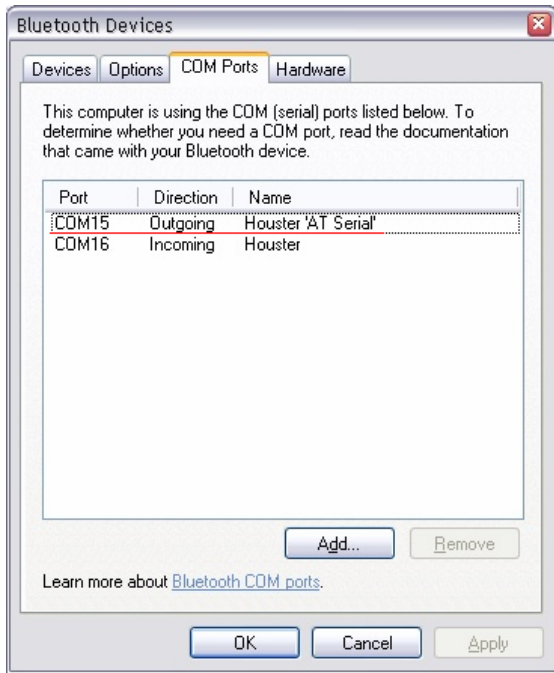 Bluetooth Devices
Devices Options COM Ports Hardware
This computer is using the COM (serial) ports listed below. To
determine whether you need a COM port, read the documentation
that came with your Bluetooth device.
Port Direction Name
COM15 Outgoing Houster 'AT Serial'
COM16 Incoming Houster
Add... Remove
Learn more about Bluetooth COM ports.
OK Cancel Apply